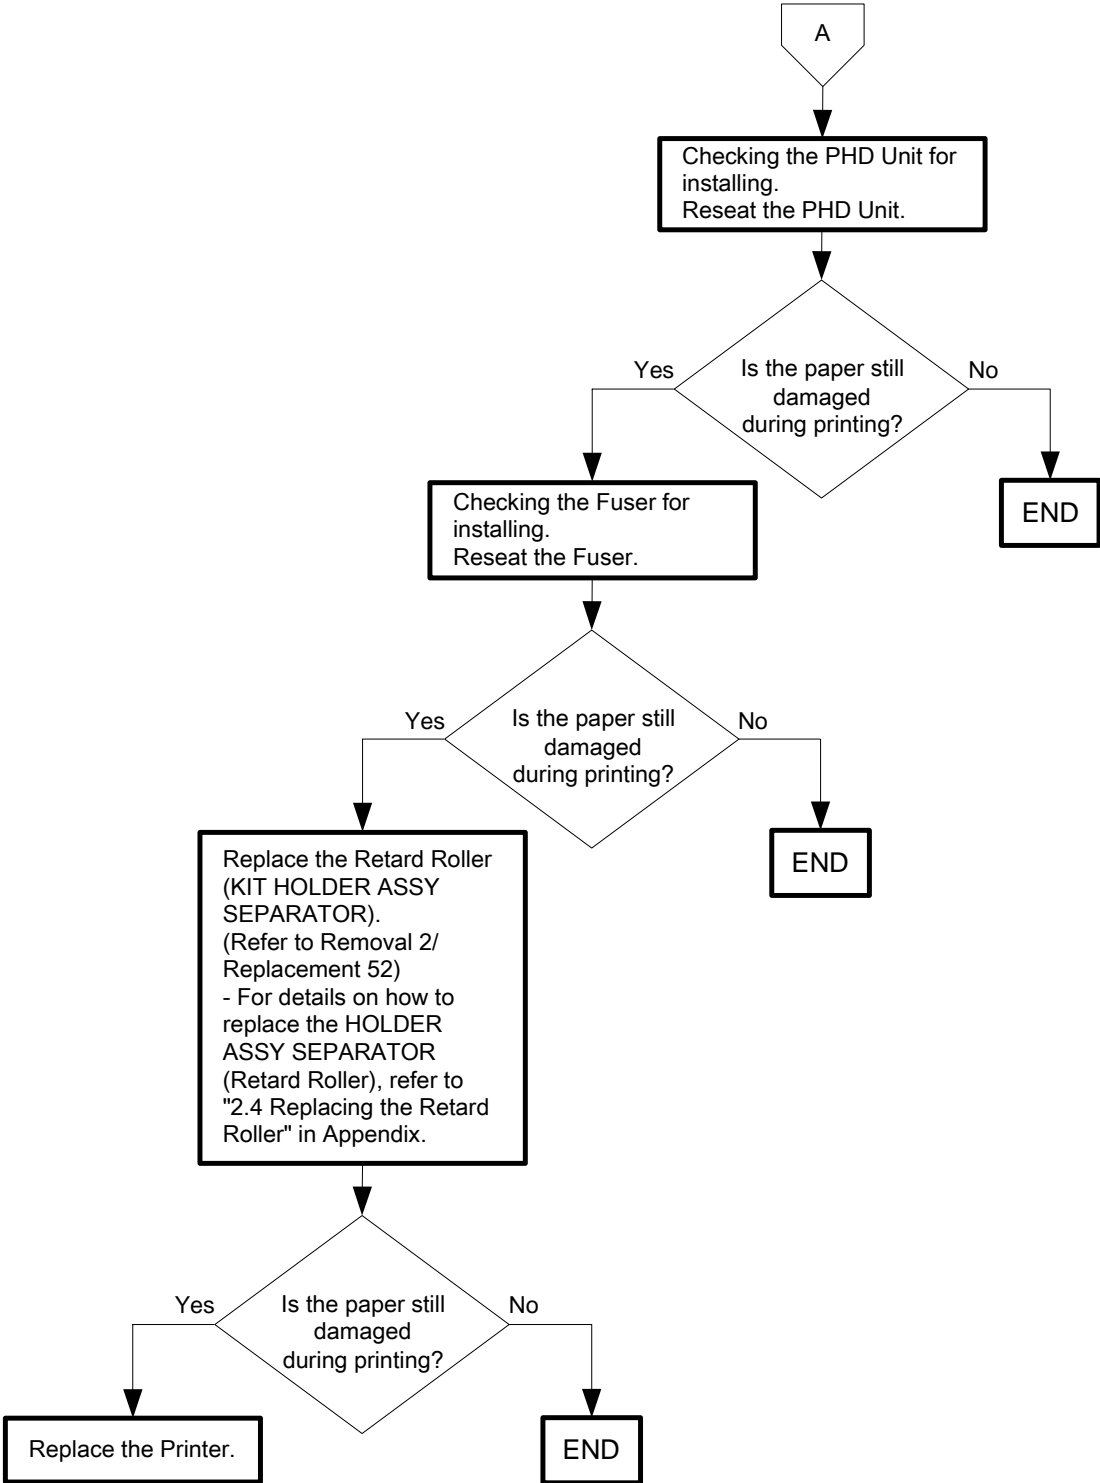 A
Checking the PHD Unit for
installing.
Reseat the PHD Unit.
Yes
Is the paper still
damaged
during printing?
No
END
Checking the Fuser for
installing.
Reseat the Fuser.
Yes
Is the paper still
damaged
during printing?
No
END
Replace the Retard Roller
(KIT HOLDER ASSY
SEPARATOR).
(Refer to Removal 2/
Replacement 52)
- For details on how to
replace the HOLDER
ASSY SEPARATOR
(Retard Roller), refer to
"2.4 Replacing the Retard
Roller" in Appendix.
Yes
Is the paper still
damaged
during printing?
No
Replace the Printer.
END